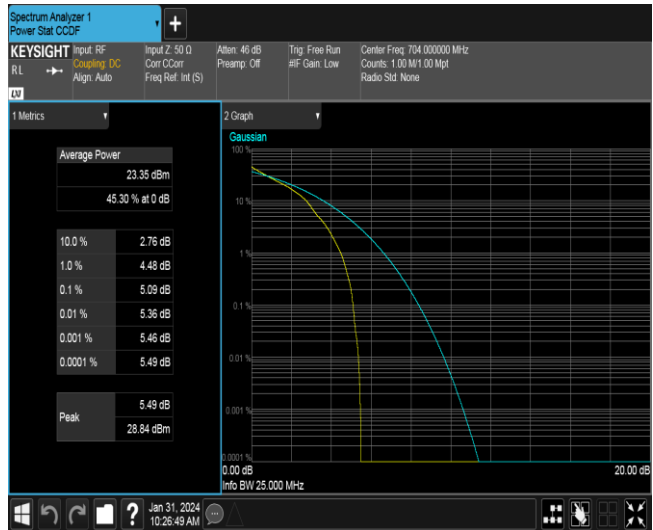 Spectrum Analyzer 1
Power Stat CCDF
KEYSIGHT
RL
LXI
Input: RF
Coupling: DC
Align: Auto
Input Z: 50 Ω
Corr CCorr
Freq Ref: Int (S)
Atten: 46 dB
Preamp: Off
Trig: Free Run
#IF Gain: Low
Center Freq: 704.000000 MHz
Counts: 1.00 M/1.00 Mpt
Radio Std: None
1 Metrics
Average Power
23.35 dBm
45.30 % at 0 dB
10.0 % 2.76 dB
1.0 % 4.48 dB
0.1 % 5.09 dB
0.01 % 5.36 dB
0.001 % 5.46 dB
0.0001 % 5.49 dB
Peak
5.49 dB
28.84 dBm
2 Graph
Gaussian
100 %
10 %
1 %
0.1 %
0.01 %
0.001 %
0.0001 %
0.00 dB
20.00 dB
Info BW 25.000 MHz
?
Jan 31, 2024
10:26:49 AM